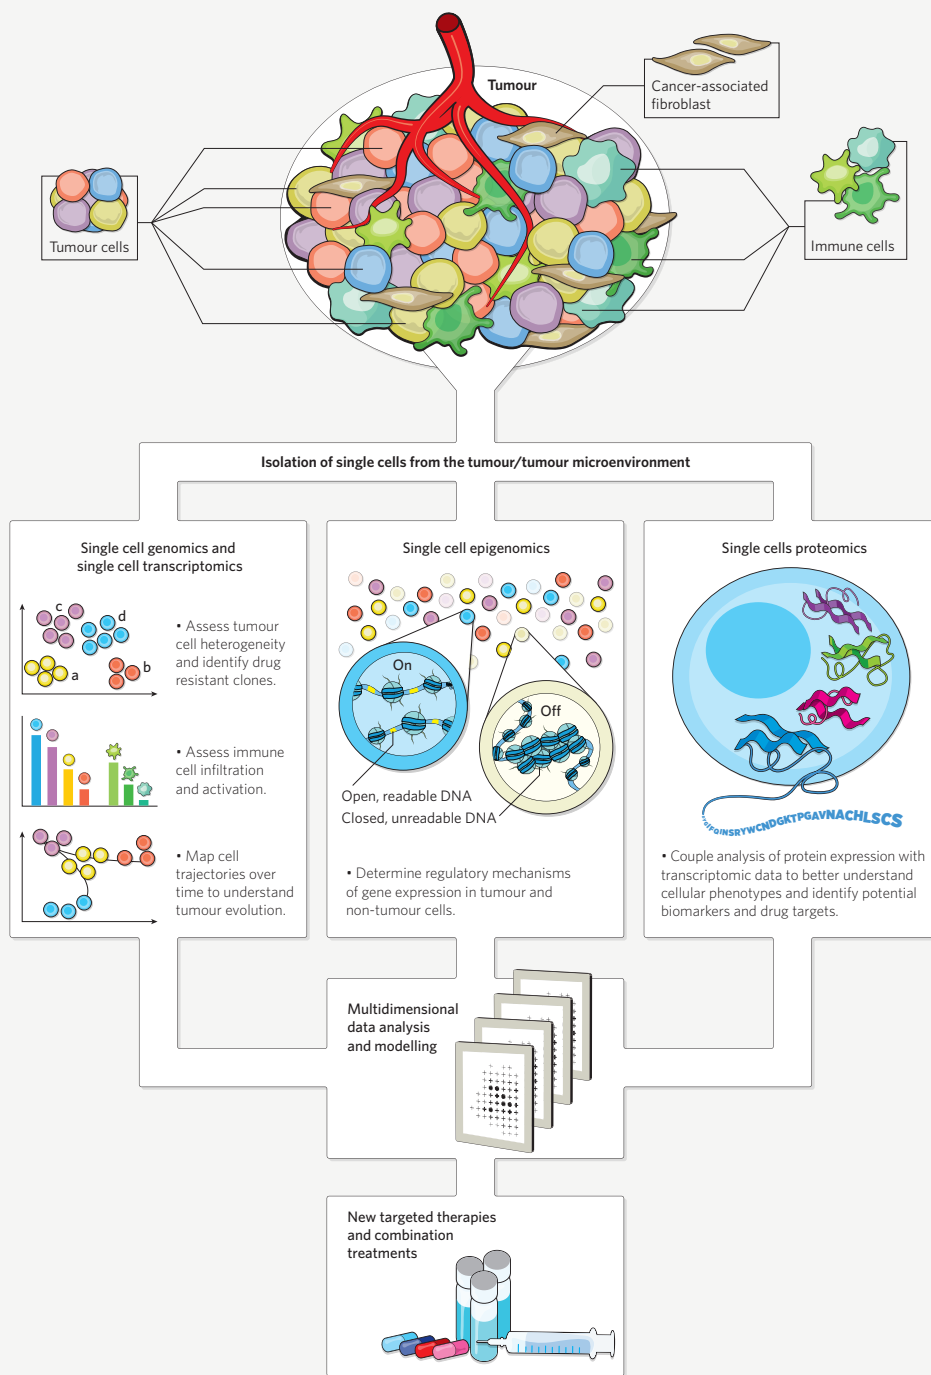 Tumour
Cancer-associated
fibroblast
Tumour cells
Immune cells
Isolation of single cells from the tumour/tumour microenvironment
Single cell genomics and
single cell transcriptomics
c
d
a
b
• Assess tumour
cell heterogeneity
and identify drug
resistant clones.
• Assess immune
cell infiltration
and activation.
• Map cell
trajectories over
time to understand
tumour evolution.
Single cell epigenomics
On
Off
Open, readable DNA
Closed, unreadable DNA
• Determine regulatory mechanisms
of gene expression in tumour and
non-tumour cells.
Single cells proteomics
FQINSRYWCNDGKTPGAVNACHLSCS
• Couple analysis of protein expression with
transcriptomic data to better understand
cellular phenotypes and identify potential
biomarkers and drug targets.
Multidimensional
data analysis
and modelling
New targeted therapies
and combination
treatments